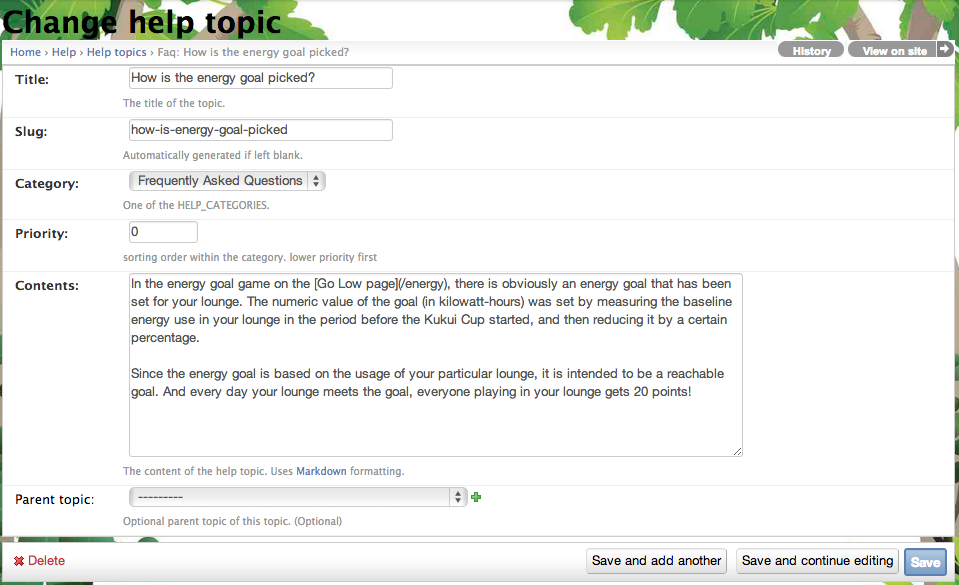 Change help topic
Home › Help › Help topics › Faq: How is the energy goal picked?
History
View on site
Title:
How is the energy goal picked?
The title of the topic.
Slug:
how-is-energy-goal-picked
Automatically generated if left blank.
Category:
Frequently Asked Questions
One of the HELP_CATEGORIES.
Priority:
0
sorting order within the category. lower priority first
Contents:
In the energy goal game on the [Go Low page](/energy), there is obviously an energy goal that has been
set for your lounge. The numeric value of the goal (in kilowatt-hours) was set by measuring the baseline
energy use in your lounge in the period before the Kukui Cup started, and then reducing it by a certain
percentage.
Since the energy goal is based on the usage of your particular lounge, it is intended to be a reachable
goal. And every day your lounge meets the goal, everyone playing in your lounge gets 20 points!
The content of the help topic. Uses Markdown formatting.
Parent topic:
---------
Optional parent topic of this topic. (Optional)
Delete
Save and add another
Save and continue editing
Save